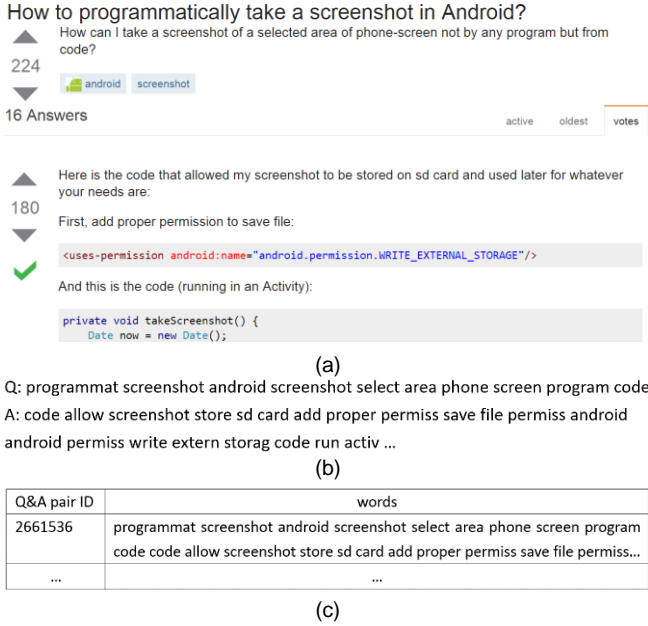 How to programmatically take a screenshot in Android?
How can I take a screenshot of a selected area of phone-screen not by any program but from
code?
224
android screenshot
16 Answers
active oldest votes
Here is the code that allowed my screenshot to be stored on sd card and used later for whatever
your needs are:
180
First, add proper permission to save file:
<uses-permission android:name="android.permission.WRITE_EXTERNAL_STORAGE"/>
And this is the code (running in an Activity):
private void takeScreenshot() {
Date now = new Date();
(a)
Q: programmat screenshot android screenshot select area phone screen program code
A: code allow screenshot store sd card add proper permiss save file permiss android
android permiss write extern storag code run activ ...
(b)
Q&A pair ID words
2661536 programmat screenshot android screenshot select area phone screen program
code code allow screenshot store sd card add proper permiss save file permiss...
... ...
(c)